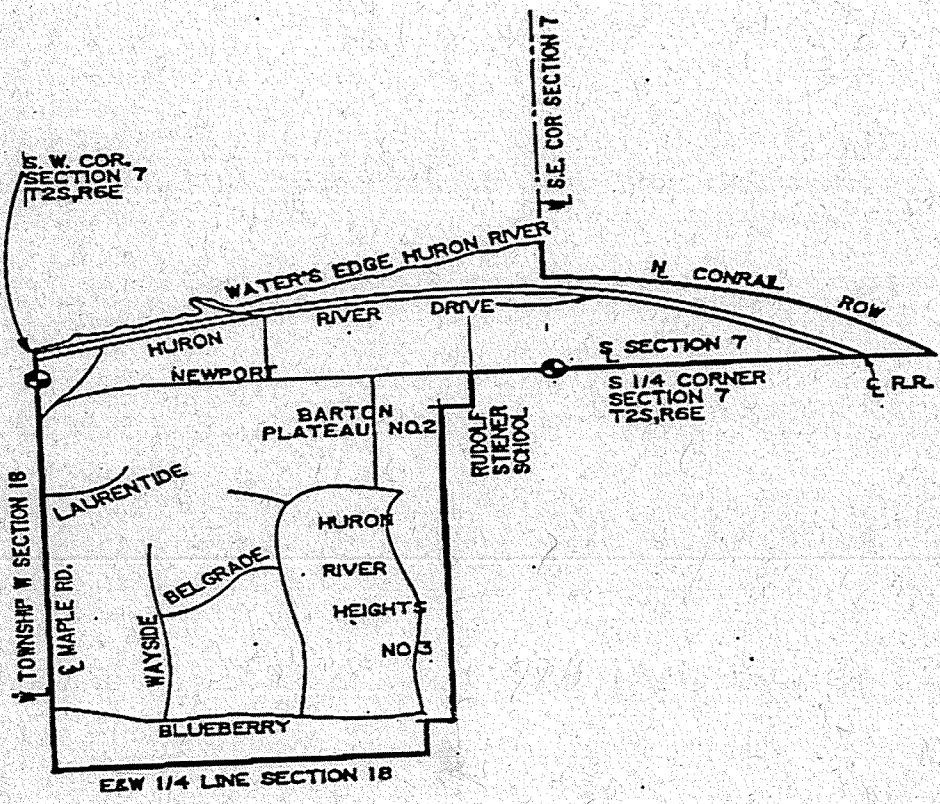 S.W. COR.
SECTION 7
T2S,R6E
W S.E. COR SECTION 7
WATER'S EDGE HURON RIVER
N CONRAIL ROW
HURON RIVER DRIVE
NEWPORT
S SECTION 7
S 1/4 CORNER
SECTION 7
T2S,R6E
℄ R.R.
BARTON
PLATEAU NO.2
RUDOLF
STIENER
SCHOOL
W TOWNSHIP W SECTION 18
℄ MAPLE RD.
LAURENTIDE
WAYSIDE
BELGRADE
HURON
RIVER
HEIGHTS
NO 3
BLUEBERRY
E&W 1/4 LINE SECTION 18